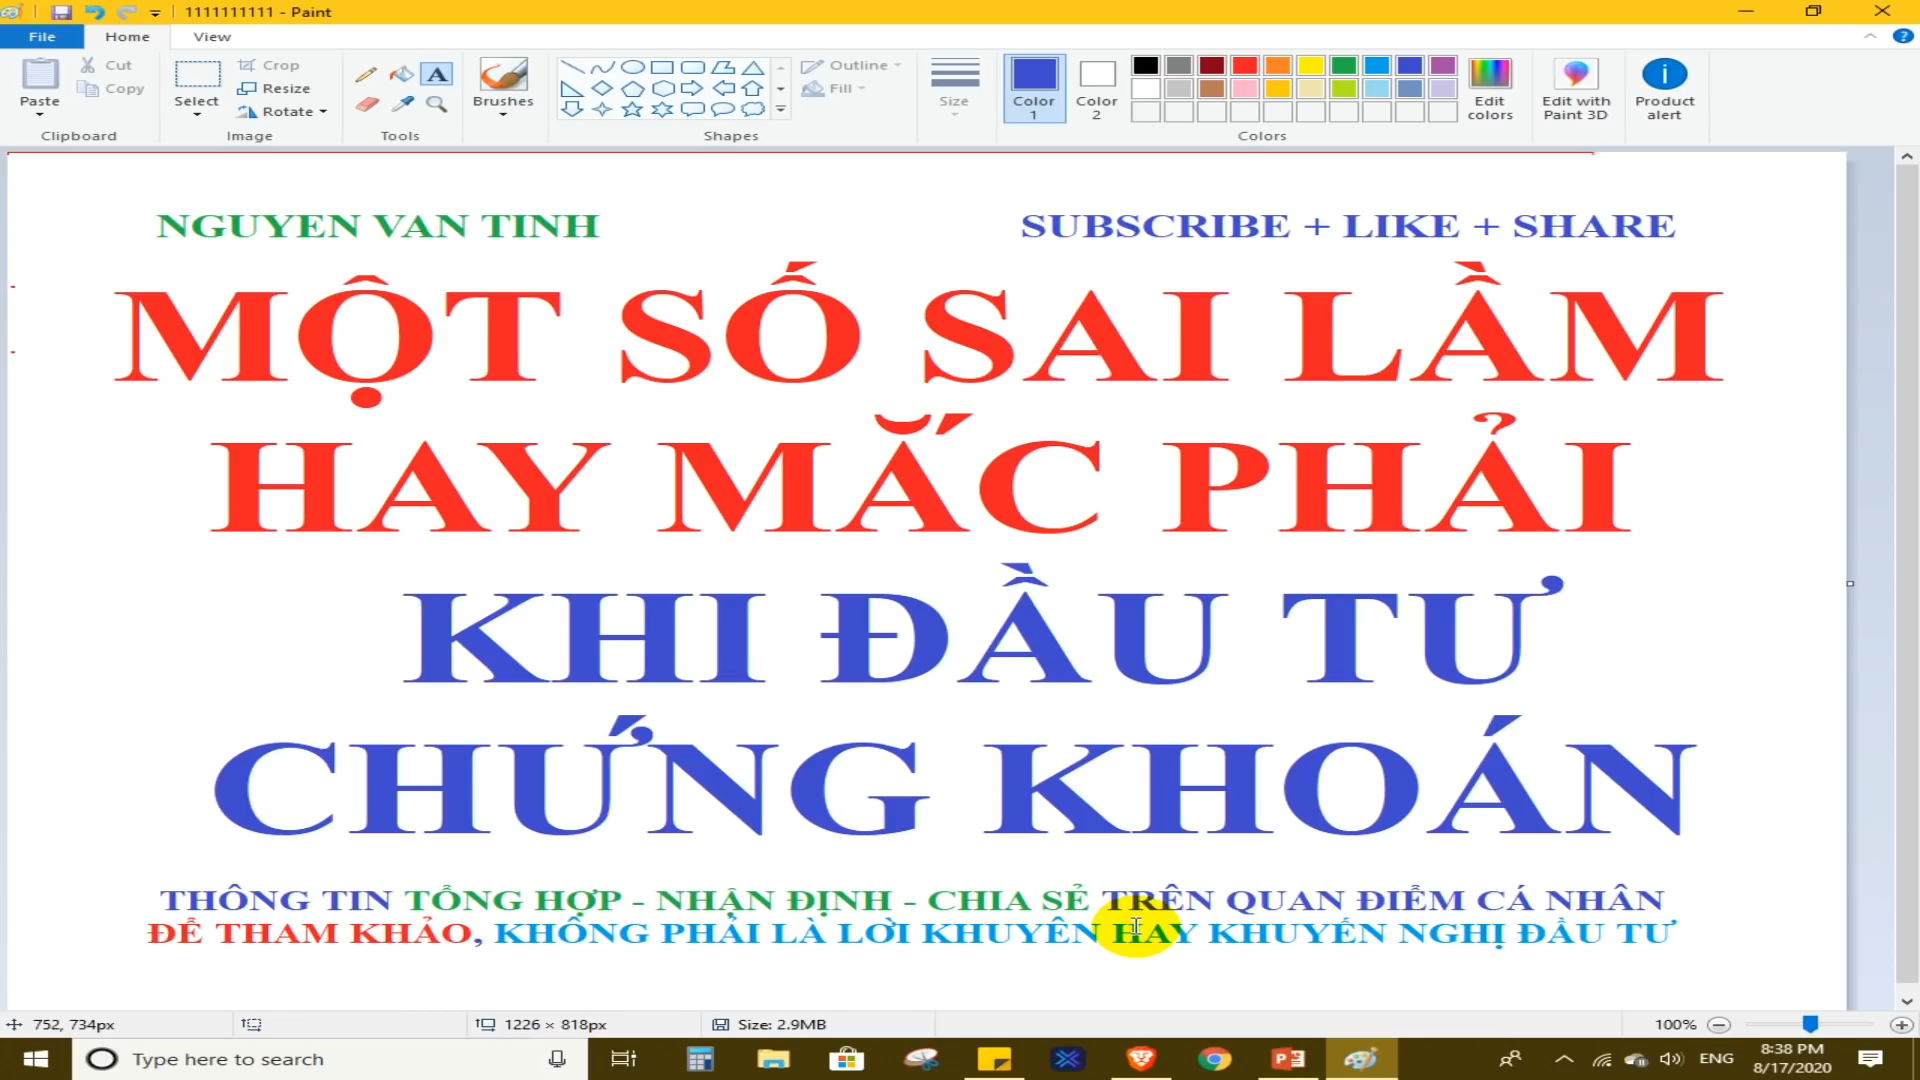 1111111111 - Paint
File Home View
Paste Cut Copy Clipboard
Select Crop Resize Rotate Image
Tools
Brushes
Outline Fill Shapes
Size
Color 1 Color 2 Edit colors Colors
Edit with Paint 3D
Product alert
NGUYEN VAN TINH SUBSCRIBE + LIKE + SHARE
MỘT SỐ SAI LẦM
HAY MẮC PHẢI
KHI ĐẦU TƯ
CHỨNG KHOÁN
THÔNG TIN TỔNG HỢP - NHẬN ĐỊNH - CHIA SẺ TRÊN QUAN ĐIỂM CÁ NHÂN
ĐỂ THAM KHẢO, KHÔNG PHẢI LÀ LỜI KHUYÊN HAY KHUYẾN NGHỊ ĐẦU TƯ
752, 734px 1226 × 818px Size: 2.9MB 100%
Type here to search ENG 8:38 PM
8/17/2020